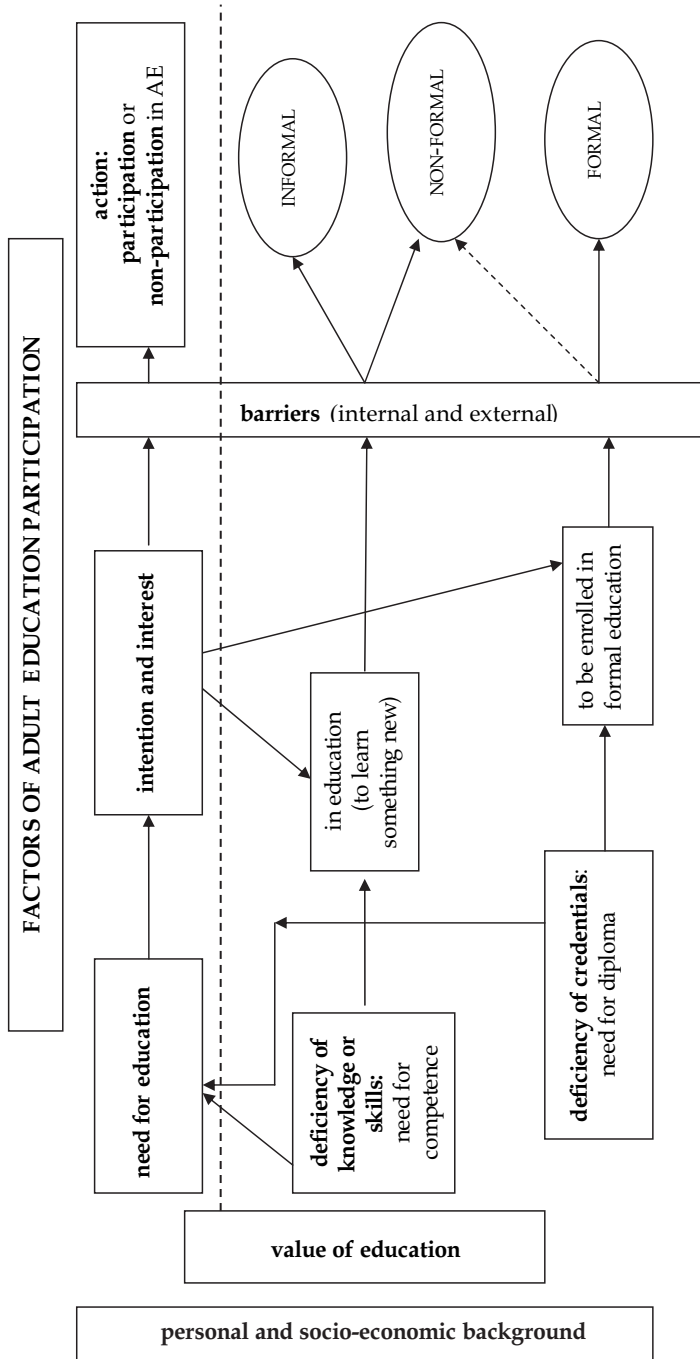 FACTORS OF ADULT EDUCATION PARTICIPATION
need for education
intention and interest
action:
participation or
non-participation in AE
deficiency of
knowledge or
skills:
need for
competence
in education
(to learn
something new)
deficiency of credentials:
need for diploma
to be enrolled in
formal education
barriers (internal and external)
INFORMAL
NON-FORMAL
FORMAL
value of education
personal and socio-economic background